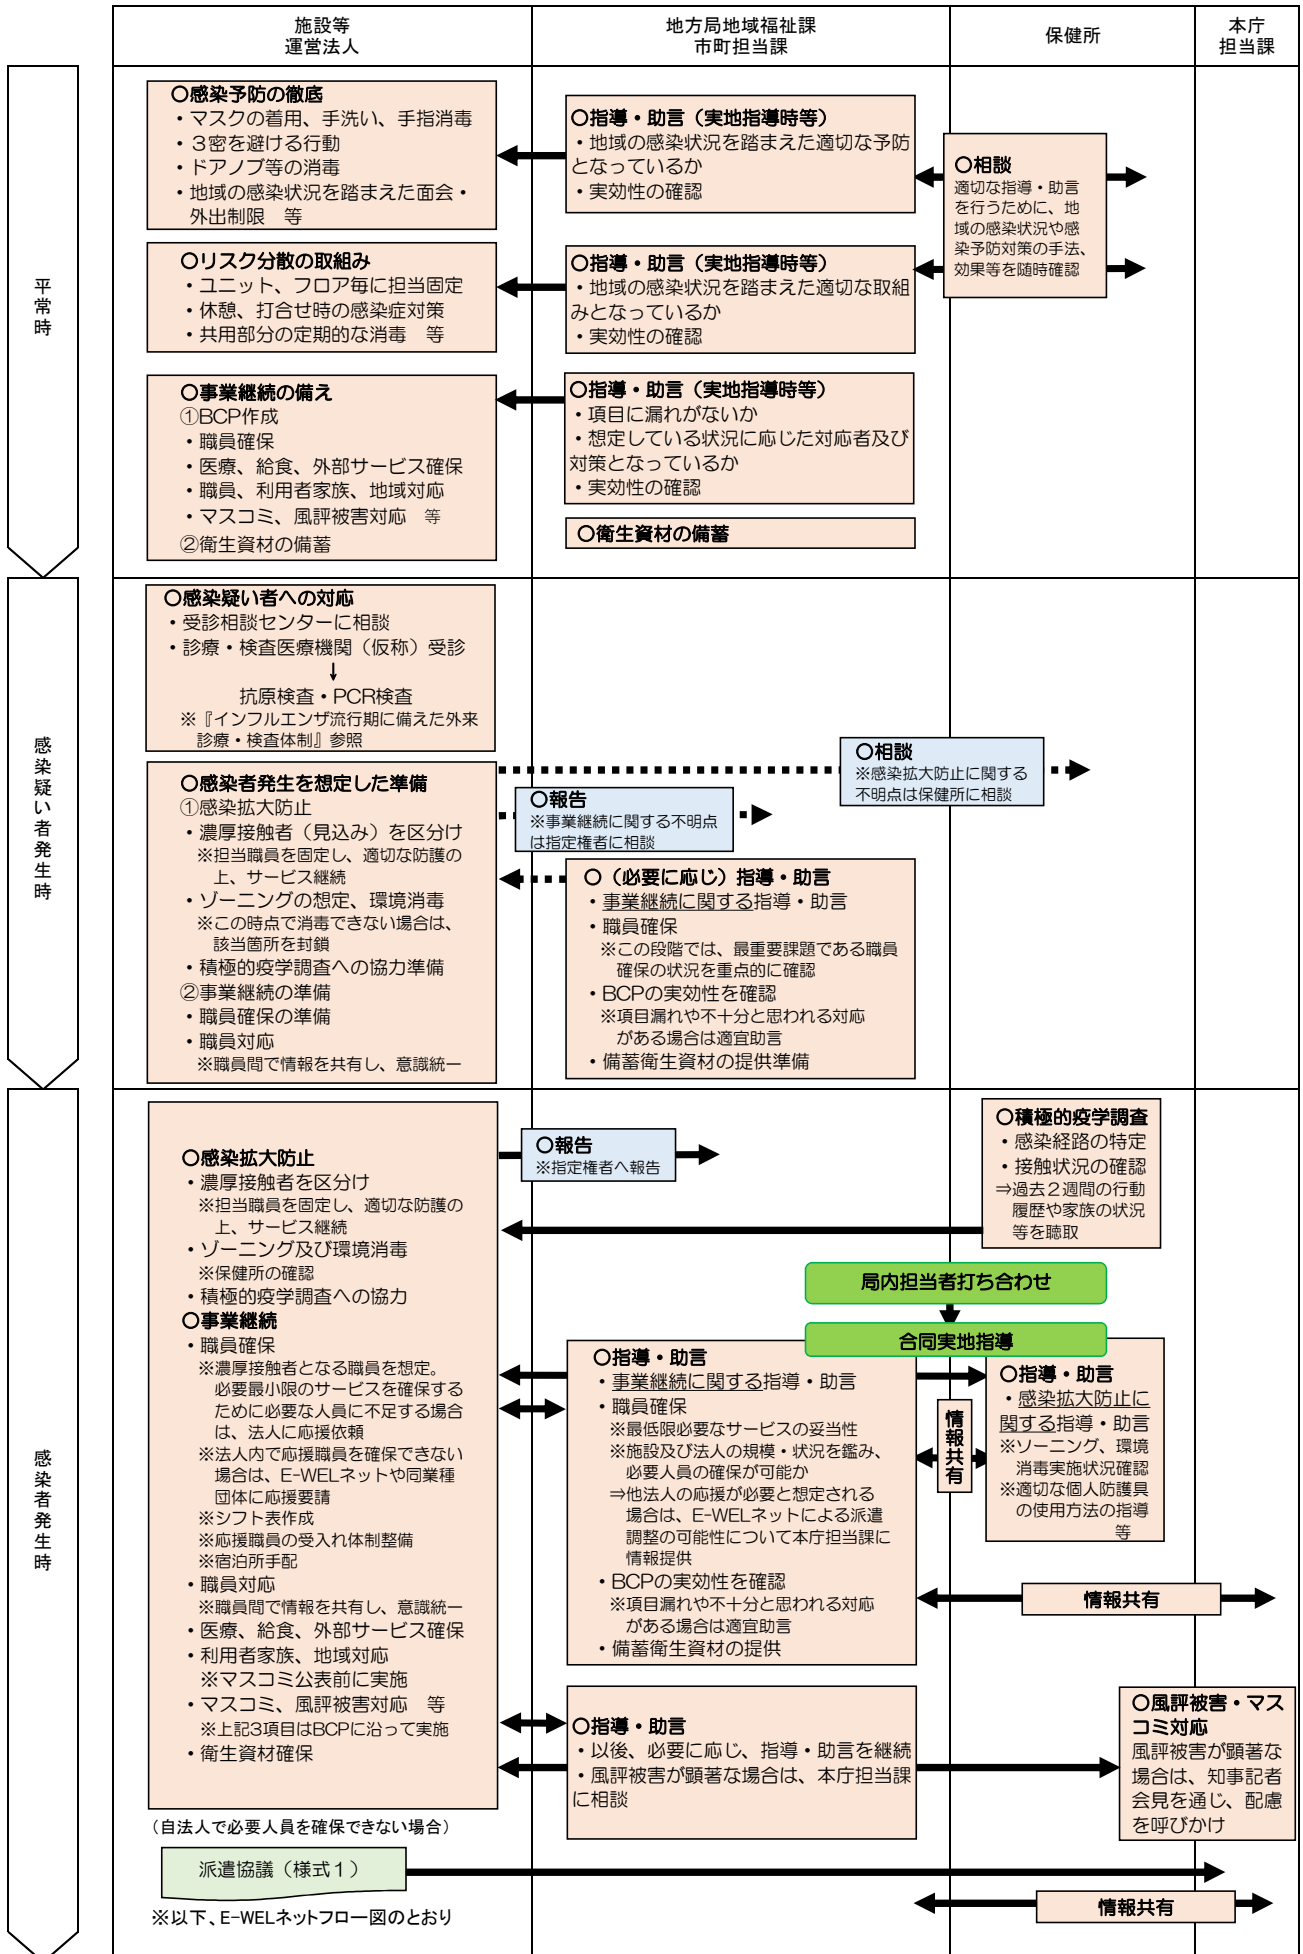 施設等
運営法人
地方局地域福祉課
市町担当課
保健所
本庁
担当課
平常時
〇感染予防の徹底
・マスクの着用、手洗い、手指消毒
・３密を避ける行動
・ドアノブ等の消毒
・地域の感染状況を踏まえた面会・
外出制限　等
〇指導・助言（実地指導時等）
・地域の感染状況を踏まえた適切な予防
となっているか
・実効性の確認
〇相談
適切な指導・助言
を行うために、地
域の感染状況や感
染予防対策の手法、
効果等を随時確認
〇リスク分散の取組み
・ユニット、フロア毎に担当固定
・休憩、打合せ時の感染症対策
・共用部分の定期的な消毒　等
〇指導・助言（実地指導時等）
・地域の感染状況を踏まえた適切な取組
みとなっているか
・実効性の確認
〇事業継続の備え
①BCP作成
・職員確保
・医療、給食、外部サービス確保
・職員、利用者家族、地域対応
・マスコミ、風評被害対応　等
②衛生資材の備蓄
〇指導・助言（実地指導時等）
・項目に漏れがないか
・想定している状況に応じた対応者及び
対策となっているか
・実効性の確認
〇衛生資材の備蓄
感染疑い者発生時
〇感染疑い者への対応
・受診相談センターに相談
・診療・検査医療機関（仮称）受診
↓
抗原検査・PCR検査
※『インフルエンザ流行期に備えた外来
診療・検査体制』参照
〇感染者発生を想定した準備
①感染拡大防止
・濃厚接触者（見込み）を区分け
※担当職員を固定し、適切な防護の
上、サービス継続
・ゾーニングの想定、環境消毒
※この時点で消毒できない場合は、
該当箇所を封鎖
・積極的疫学調査への協力準備
②事業継続の準備
・職員確保の準備
・職員対応
※職員間で情報を共有し、意識統一
〇報告
※事業継続に関する不明点
は指定権者に相談
〇相談
※感染拡大防止に関する
不明点は保健所に相談
〇（必要に応じ）指導・助言
・事業継続に関する指導・助言
・職員確保
※この段階では、最重要課題である職員
確保の状況を重点的に確認
・BCPの実効性を確認
※項目漏れや不十分と思われる対応
がある場合は適宜助言
・備蓄衛生資材の提供準備
感染者発生時
〇感染拡大防止
・濃厚接触者を区分け
※担当職員を固定し、適切な防護の
上、サービス継続
・ゾーニング及び環境消毒
※保健所の確認
・積極的疫学調査への協力
〇事業継続
・職員確保
※濃厚接触者となる職員を想定。
必要最小限のサービスを確保する
ために必要な人員に不足する場合
は、法人に応援依頼
※法人内で応援職員を確保できない
場合は、E-WELネットや同業種
団体に応援要請
※シフト表作成
※応援職員の受入れ体制整備
※宿泊所手配
・職員対応
※職員間で情報を共有し、意識統一
・医療、給食、外部サービス確保
・利用者家族、地域対応
※マスコミ公表前に実施
・マスコミ、風評被害対応　等
※上記3項目はBCPに沿って実施
・衛生資材確保
〇報告
※指定権者へ報告
〇積極的疫学調査
・感染経路の特定
・接触状況の確認
⇒過去２週間の行動
履歴や家族の状況
等を聴取
局内担当者打ち合わせ
合同実地指導
〇指導・助言
・事業継続に関する指導・助言
・職員確保
※最低限必要なサービスの妥当性
※施設及び法人の規模・状況を鑑み、
必要人員の確保が可能か
⇒他法人の応援が必要と想定される
場合は、E-WELネットによる派遣
調整の可能性について本庁担当課に
情報提供
・BCPの実効性を確認
※項目漏れや不十分と思われる対応
がある場合は適宜助言
・備蓄衛生資材の提供
情報共有
〇指導・助言
・感染拡大防止に
関する指導・助言
※ゾーニング、環境
消毒実施状況確認
※適切な個人防護具
の使用方法の指導
等
情報共有
〇指導・助言
・以後、必要に応じ、指導・助言を継続
・風評被害が顕著な場合は、本庁担当課
に相談
〇風評被害・マス
コミ対応
風評被害が顕著な
場合は、知事記者
会見を通じ、配慮
を呼びかけ
（自法人で必要人員を確保できない場合）
派遣協議（様式１）
情報共有
※以下、E-WELネットフロー図のとおり